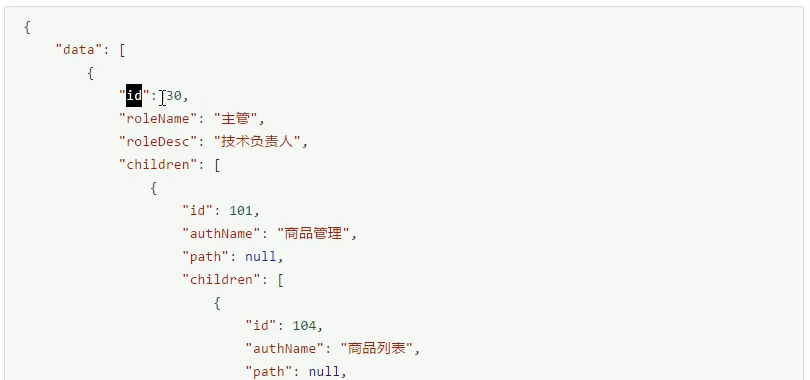 {
"data": [
{
"id": 30,
"roleName": "主管",
"roleDesc": "技术负责人",
"children": [
{
"id": 101,
"authName": "商品管理",
"path": null,
"children": [
{
"id": 104,
"authName": "商品列表",
"path": null,